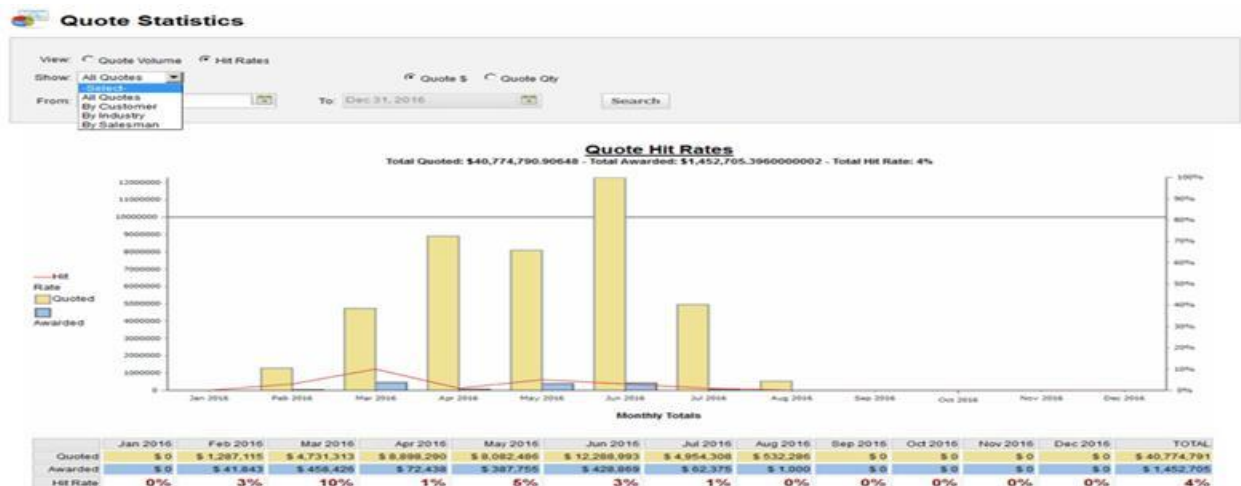 Quote Statistics
View: Quote Volume Hit Rates
Show: All Quotes Quote $ Quote Qty
-Select-
All Quotes
By Customer
By Industry
By Salesman
From: To: Dec 31, 2016 Search
Quote Hit Rates
Total Quoted: $40,774,790.90648 - Total Awarded: $1,452,705.3960000002 - Total Hit Rate: 4%
12000000
11000000
10000000
9000000
8000000
7000000
6000000
5000000
4000000
3000000
2000000
1000000
0
100%
90%
80%
70%
60%
50%
40%
30%
20%
10%
0%
Hit Rate
Quoted
Awarded
Jan 2016 Feb 2016 Mar 2016 Apr 2016 May 2016 Jun 2016 Jul 2016 Aug 2016 Sep 2016 Oct 2016 Nov 2016 Dec 2016
Monthly Totals
Jan 2016 Feb 2016 Mar 2016 Apr 2016 May 2016 Jun 2016 Jul 2016 Aug 2016 Sep 2016 Oct 2016 Nov 2016 Dec 2016 TOTAL
Quoted $ 0 $ 1,287,115 $ 4,731,313 $ 8,898,290 $ 8,082,486 $ 12,288,993 $ 4,954,308 $ 532,286 $ 0 $ 0 $ 0 $ 0 $ 40,774,791
Awarded $ 0 $ 41,843 $ 458,426 $ 72,438 $ 387,755 $ 428,869 $ 62,375 $ 1,000 $ 0 $ 0 $ 0 $ 0 $ 1,452,705
Hit Rate 0% 3% 10% 1% 5% 3% 1% 0% 0% 0% 0% 0% 4%